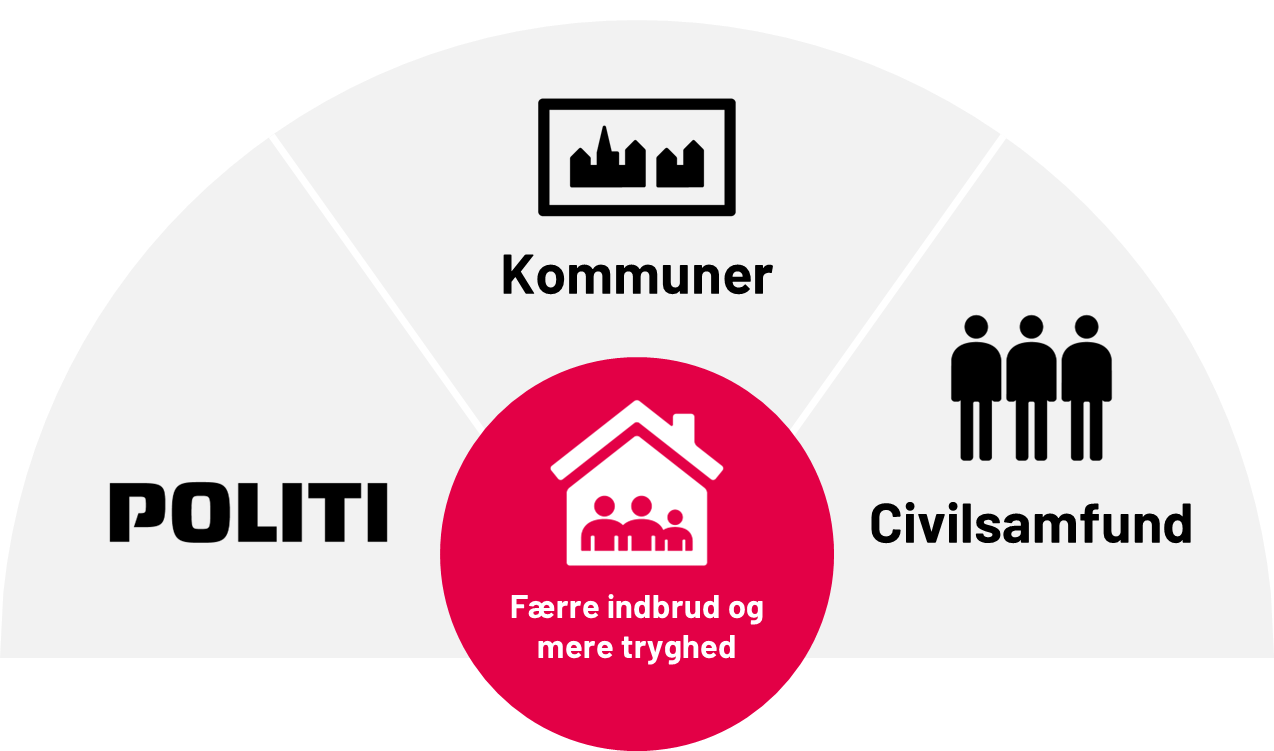 Kommuner
POLITI
Civilsamfund
Færre indbrud og
mere tryghed